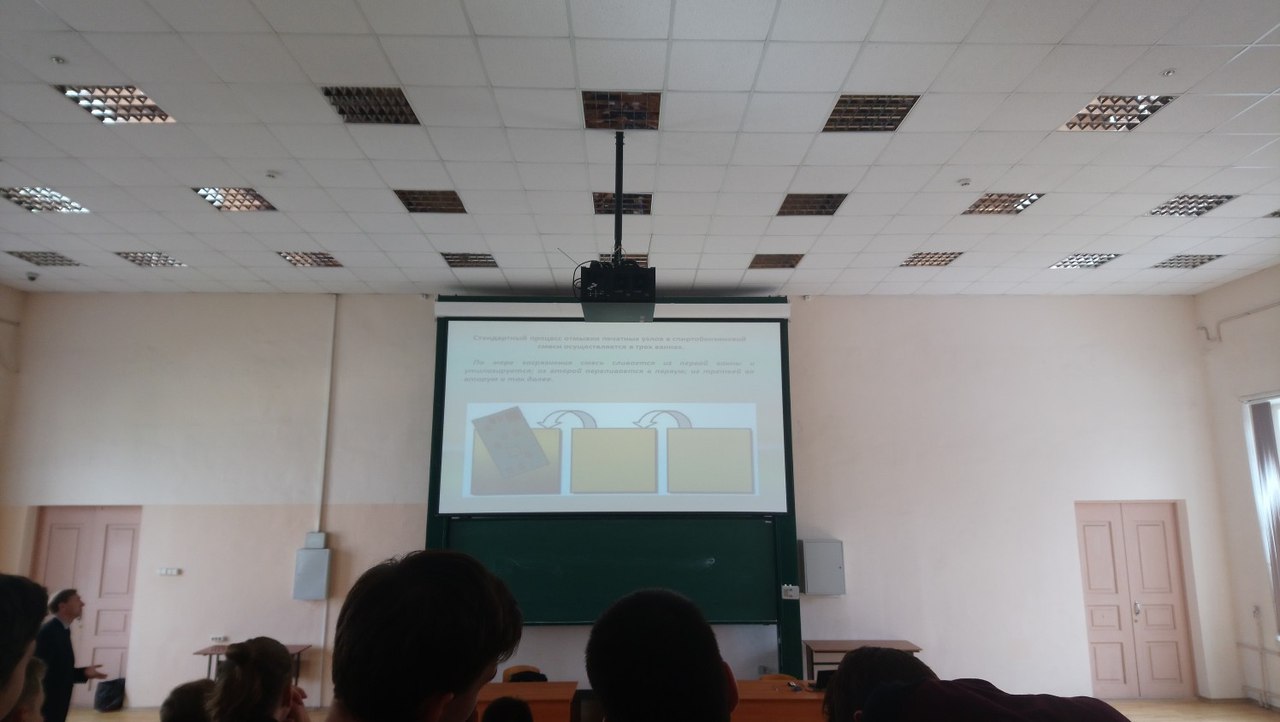 Стандартный процесс отмывки печатных узлов в спиртобензиновой
смеси осуществляется в трех ваннах.
По мере загрязнения смесь сливается из первой ванны и
утилизируется; из второй переливается в первую; из третьей во
вторую и так далее.